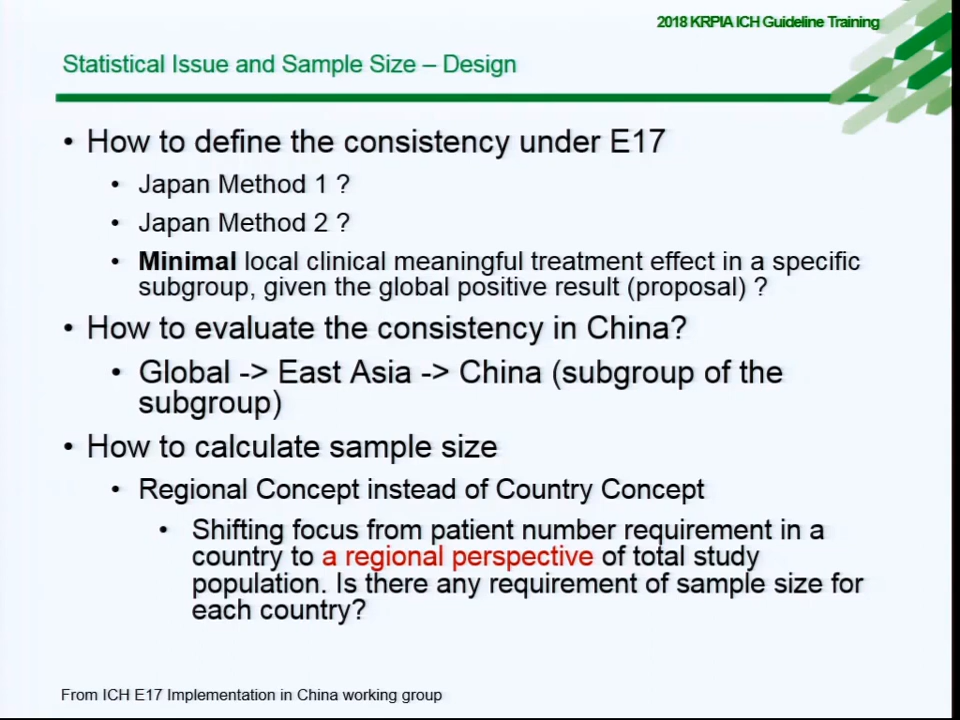 2018 KRPIA ICH Guideline Training
Statistical Issue and Sample Size – Design
• How to define the consistency under E17
• Japan Method 1 ?
• Japan Method 2 ?
• Minimal local clinical meaningful treatment effect in a specific
subgroup, given the global positive result (proposal) ?
• How to evaluate the consistency in China?
• Global -> East Asia -> China (subgroup of the
subgroup)
• How to calculate sample size
• Regional Concept instead of Country Concept
• Shifting focus from patient number requirement in a
country to a regional perspective of total study
population. Is there any requirement of sample size for
each country?
From ICH E17 Implementation in China working group